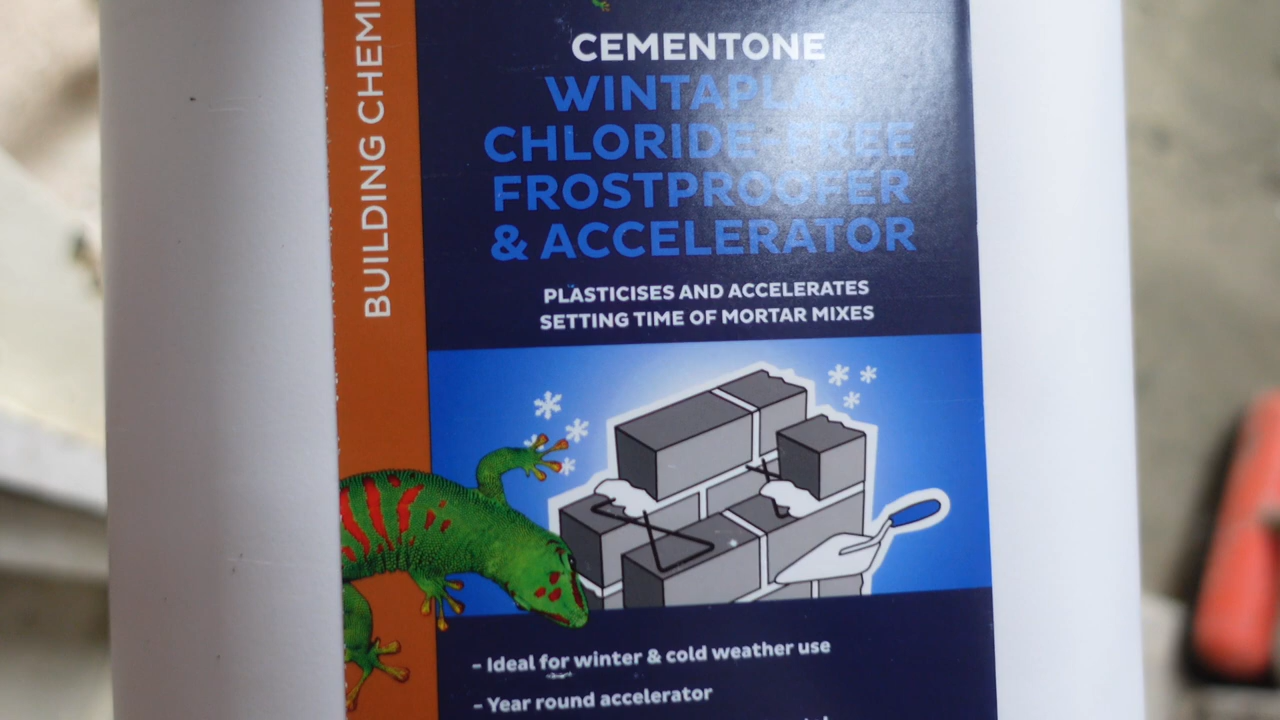 BUILDING CHEMI
CEMENTONE
WINTAPLAS
CHLORIDE-FREE
FROSTPROOFER
& ACCELERATOR
PLASTICISES AND ACCELERATES
SETTING TIME OF MORTAR MIXES
- Ideal for winter & cold weather use
- Year round accelerator